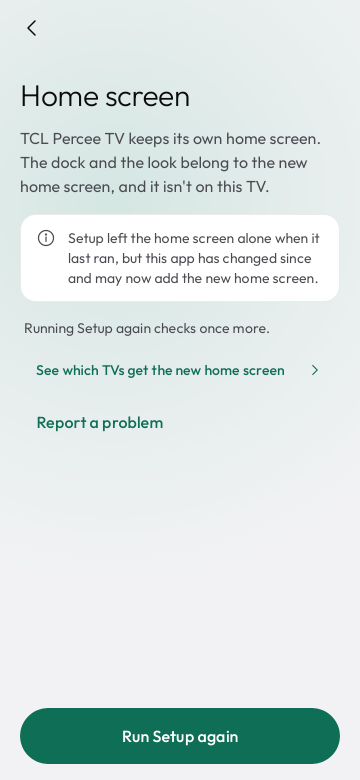 Home screen
TCL Percee TV keeps its own home screen.
The dock and the look belong to the new
home screen, and it isn't on this TV.
Setup left the home screen alone when it
last ran, but this app has changed since
and may now add the new home screen.
Running Setup again checks once more.
See which TVs get the new home screen
Report a problem
Run Setup again